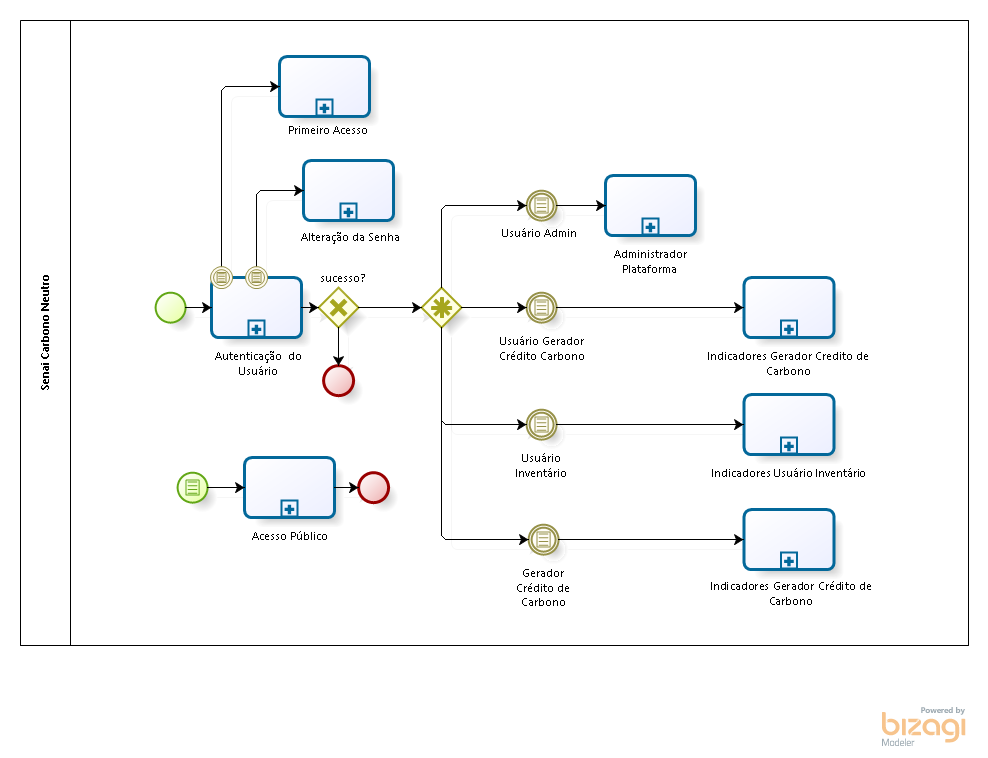 Senai Carbono Neutro
Primeiro Acesso
Alteração da Senha
sucesso?
Autenticação do
Usuário
Usuário Admin
Administrador
Plataforma
Usuário Gerador
Crédito Carbono
Indicadores Gerador Credito de
Carbono
Usuário
Inventário
Indicadores Usuário Inventário
Acesso Público
Gerador
Crédito de
Carbono
Indicadores Gerador Crédito de
Carbono
Powered by
bizagi
Modeler